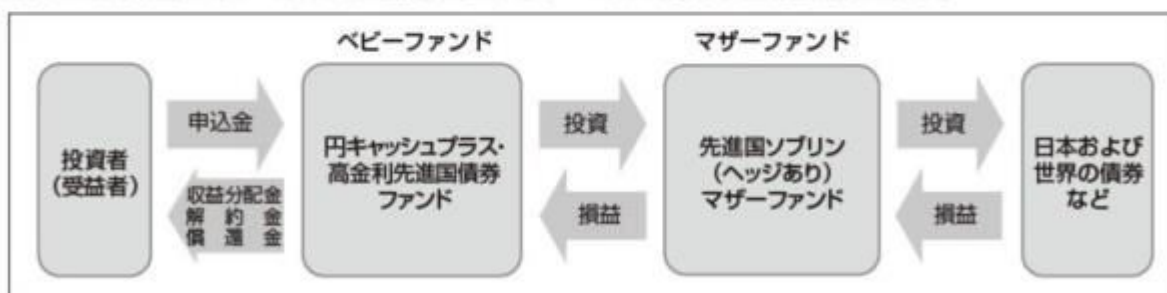 ベビーファンド
マザーファンド
投資者
(受益者)
申込金
収益分配金
解約金
償還金
円キャッシュプラス・
高金利先進国債券
ファンド
投資
損益
先進国ソブリン
(ヘッジあり)
マザーファンド
投資
損益
日本および
世界の債券
など